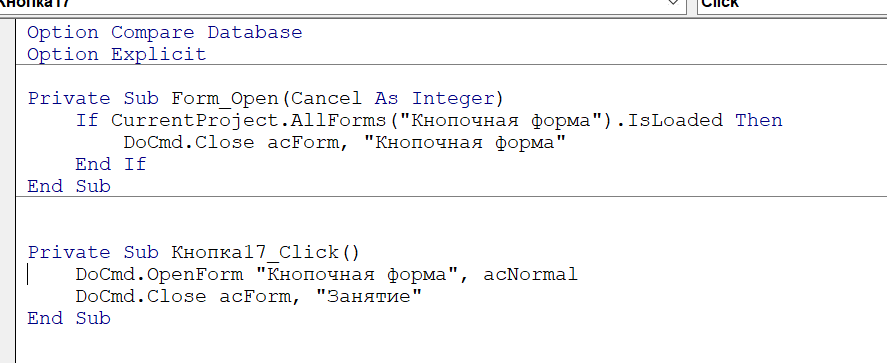 Кнопка17
Click
Option Compare Database
Option Explicit
Private Sub Form_Open(Cancel As Integer)
If CurrentProject.AllForms("Кнопочная форма").IsLoaded Then
DoCmd.Close acForm, "Кнопочная форма"
End If
End Sub
Private Sub Кнопка17_Click()
DoCmd.OpenForm "Кнопочная форма", acNormal
DoCmd.Close acForm, "Занятие"
End Sub